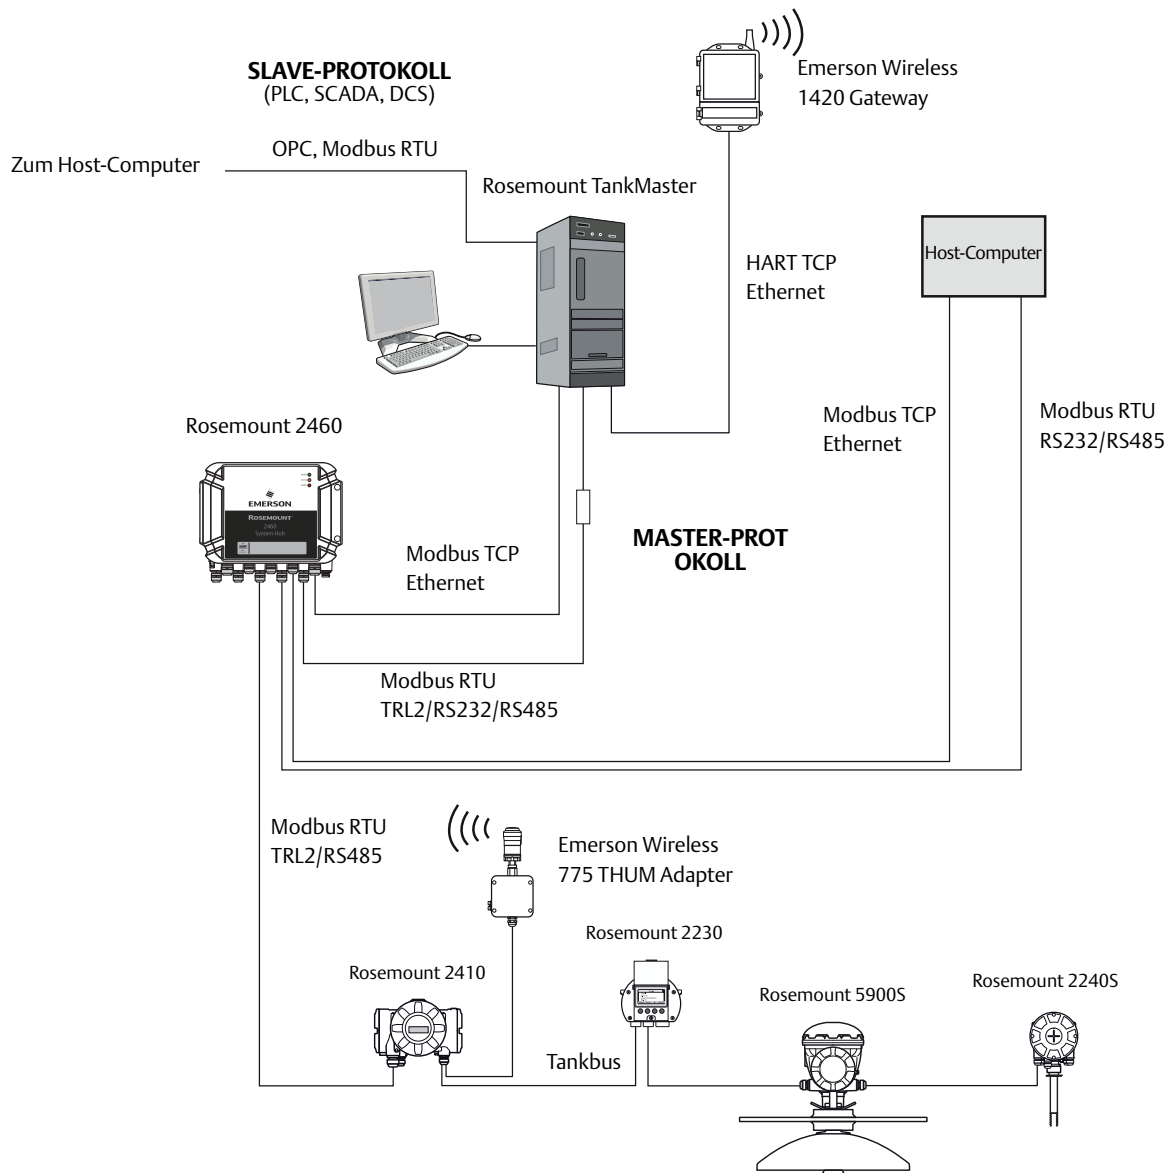 SLAVE-PROTOKOLL
(PLC, SCADA, DCS)
Emerson Wireless
1420 Gateway
OPC, Modbus RTU
Zum Host-Computer
Rosemount TankMaster
HART TCP
Ethernet
Host-Computer
Modbus TCP
Ethernet
Modbus RTU
RS232/RS485
Rosemount 2460
EMERSON
ROSEMOUNT
2460
System Hub
Modbus TCP
Ethernet
MASTER-PROT
OKOLL
Modbus RTU
TRL2/RS232/RS485
Modbus RTU
TRL2/RS485
Emerson Wireless
775 THUM Adapter
Rosemount 2230
Rosemount 2410
Rosemount 5900S
Rosemount 2240S
Tankbus